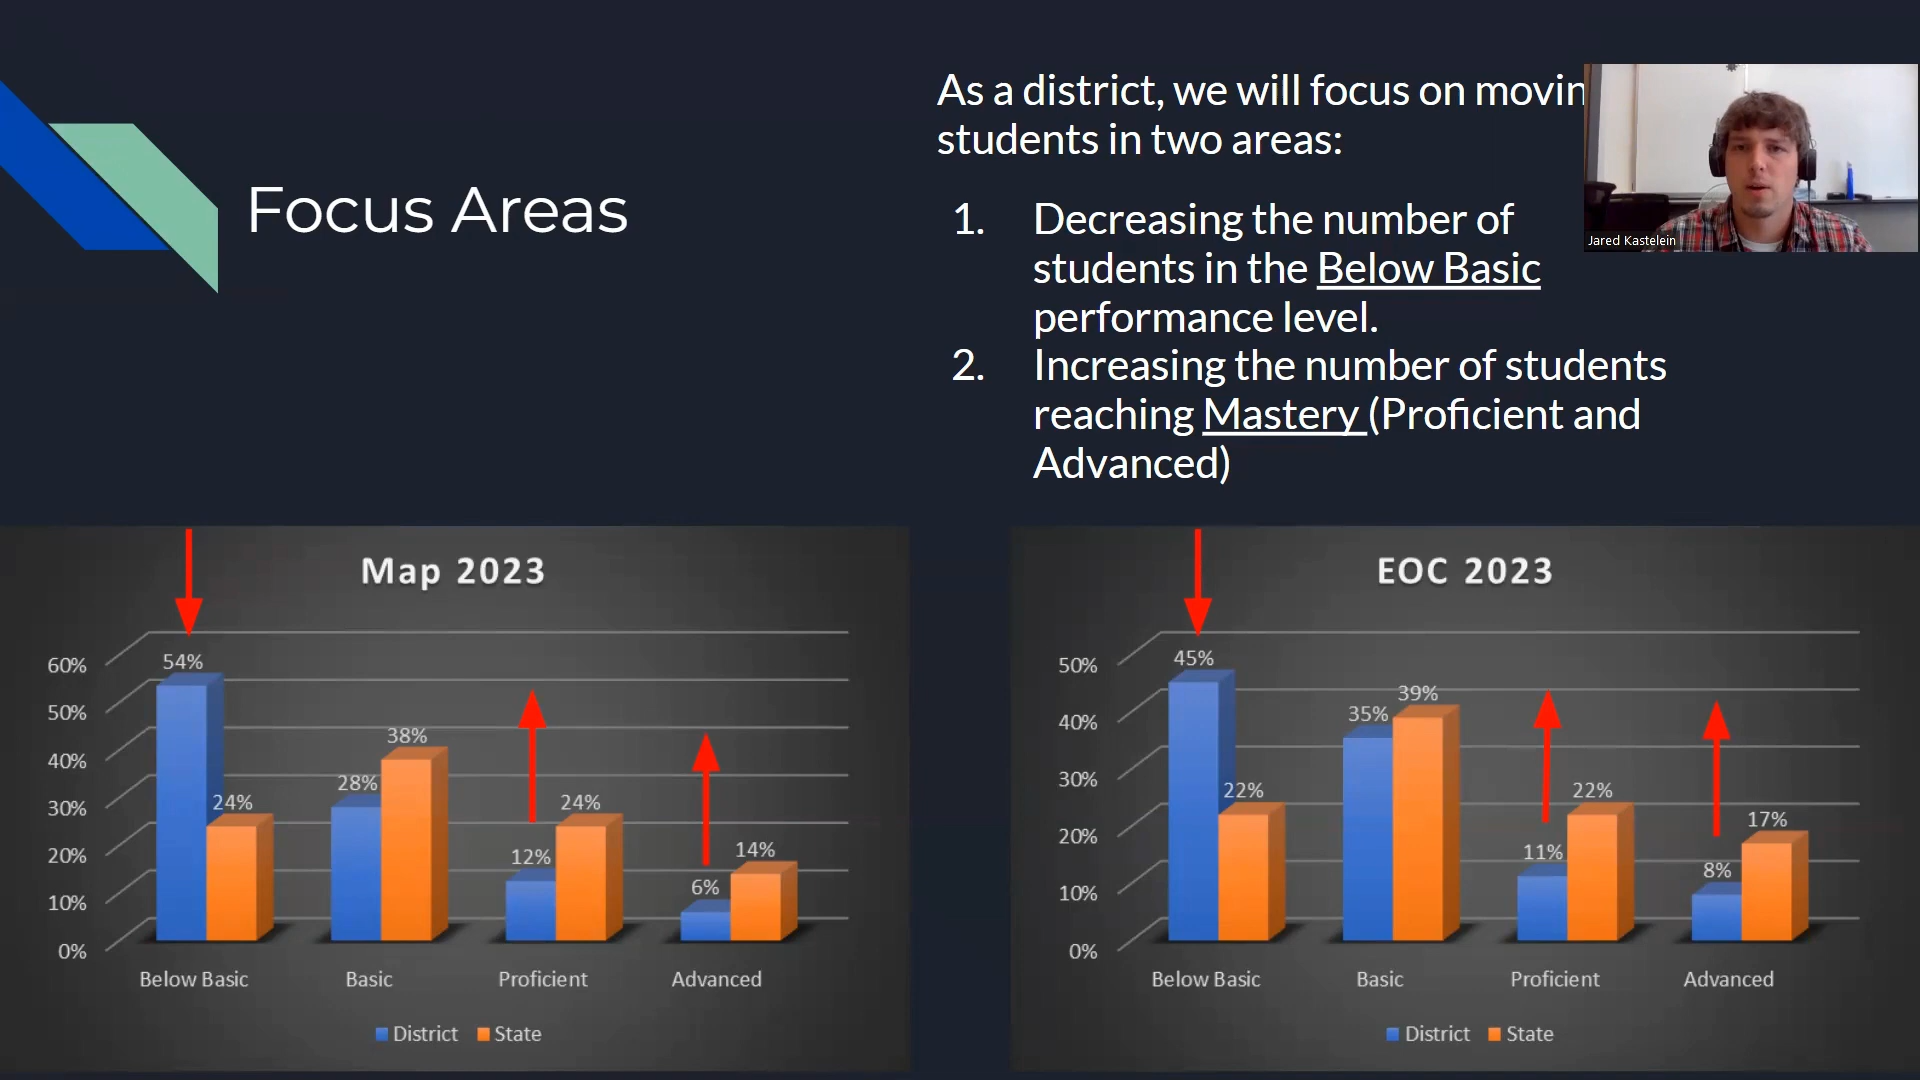 Focus Areas
As a district, we will focus on movin
students in two areas:
1. Decreasing the number of
students in the Below Basic
performance level.
2. Increasing the number of students
reaching Mastery (Proficient and
Advanced)
Jared Kastelein
Map 2023
60%
50%
40%
30%
20%
10%
0%
54%
24%
28%
38%
12%
24%
6%
14%
Below Basic
Basic
Proficient
Advanced
District
State
EOC 2023
50%
40%
30%
20%
10%
0%
45%
22%
35%
39%
11%
22%
8%
17%
Below Basic
Basic
Proficient
Advanced
District
State